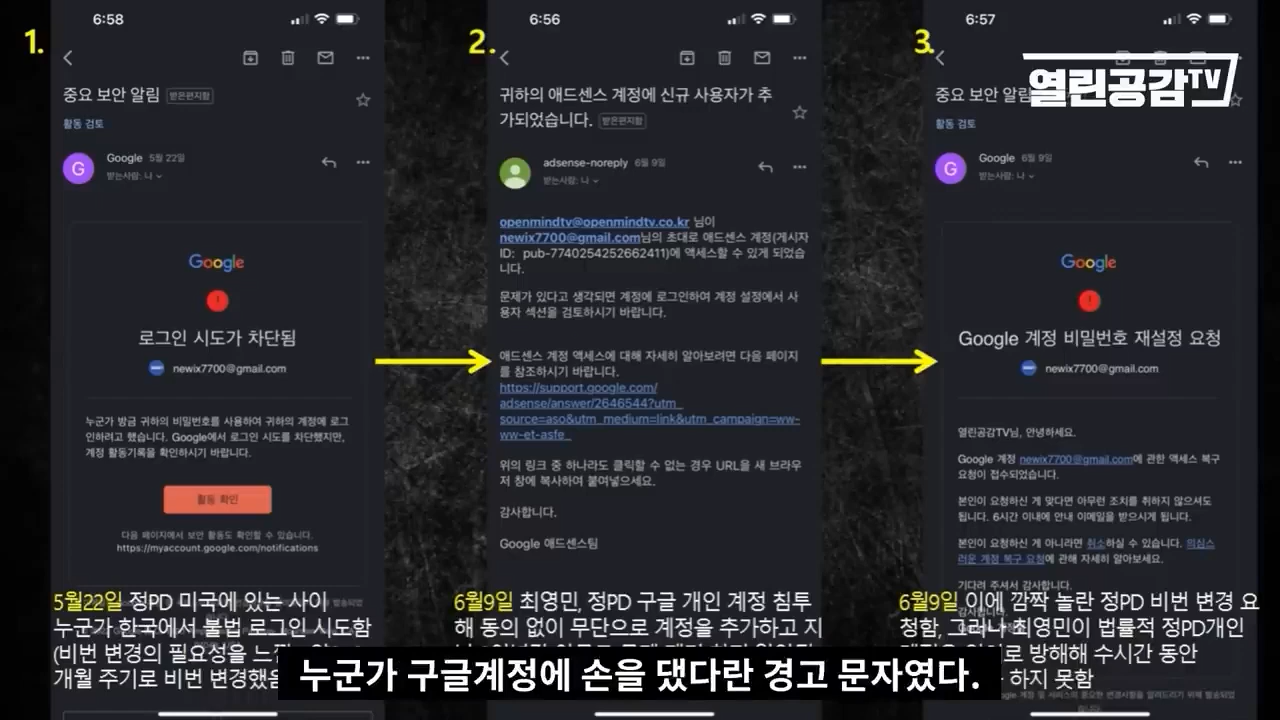 1.
6:58
중요 보안 알림 받은편지함
활동 검토
Google 5월 22일
받는사람: 나
G
Google
로그인 시도가 차단됨
newix7700@gmail.com
누군가 방금 귀하의 비밀번호를 사용하여 귀하의 계정에 로그
인하려고 했습니다. Google에서 로그인 시도를 차단했지만,
계정 활동기록을 확인하시기 바랍니다.
활동 확인
다음 페이지에서 보안 활동도 확인할 수 있습니다.
https://myaccount.google.com/notifications
5월22일 정PD 미국에 있는 사이
누군가 한국에서 불법 로그인 시도함
(비번 변경의 필요성을
개월 주기로 비번 변경했
2.
6:56
귀하의 애드센스 계정에 신규 사용자가 추
가되었습니다. 받은편지함
adsense-noreply 6월 9일
받는사람: 나
openmindtv@openmindtv.co.kr 님이
newix7700@gmail.com님의 초대로 애드센스 계정(게시자
ID: pub-7740254252662411)에 액세스할 수 있게 되었습
니다.
문제가 있다고 생각되면 계정에 로그인하여 계정 설정에서 사
용자 섹션을 검토하시기 바랍니다.
애드센스 계정 액세스에 대해 자세히 알아보려면 다음 페이지
를 참조하시기 바랍니다.
https://support.google.com/
adsense/answer/2646544?utm_
source=aso&utm_medium=link&utm_campaign=ww-
ww-et-asfe_
위의 링크 중 하나라도 클릭할 수 없는 경우 URL을 새 브라우
저 창에 복사하여 붙여넣으세요.
감사합니다.
Google 애드센스팀
6월9일 최영민, 정PD 구글 개인 계정 침투
해 동의 없이 무단으로 계정을 추가하고 지
3.
6:57
열린공감TV
중요 보안 알림
활동 검토
Google 6월 9일
받는사람: 나
G
Google
Google 계정 비밀번호 재설정 요청
newix7700@gmail.com
열린공감TV님, 안녕하세요.
Google 계정 newix7700@gmail.com에 관한 액세스 복구
요청이 접수되었습니다.
본인이 요청하신 게 맞다면 아무런 조치를 취하지 않으셔도
됩니다. 6시간 이내에 안내 이메일을 받으시게 됩니다.
본인이 요청하신 게 아니라면 취소하실 수 있습니다. 의심스
러운 계정 복구 요청에 관해 자세히 알아보세요.
기다려 주셔서 감사합니다.
6월9일 이에 깜짝 놀란 정PD 비번 변경 요
청함, 그러나 최영민이 법률적 정PD개인
로 방해해 수시간 동안
하지 못함
누군가 구글계정에 손을 댔다란 경고 문자였다.